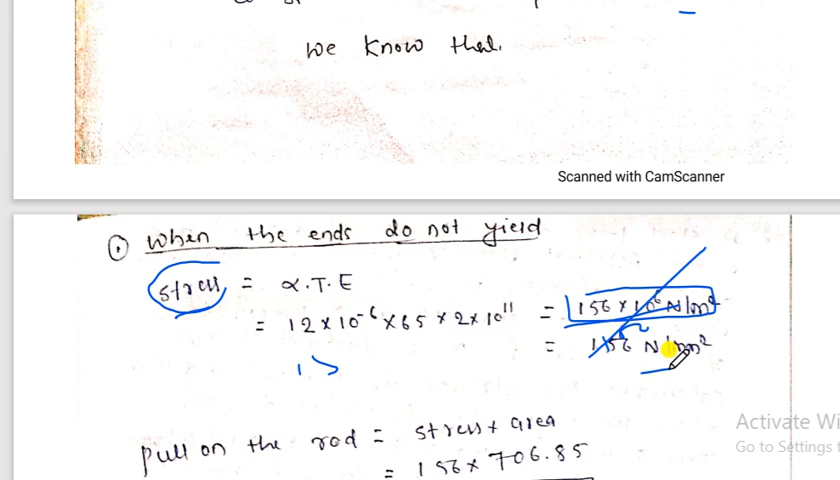 we know that,
Scanned with CamScanner
① when the ends do not yield
stress = α.T.E
= 12×10⁻⁶×65×2×10¹¹ = 156×10⁶ N/m²
= 156 N/mm²
pull on the rod = stress × area
= 156× 706.85
Activate Wi
Go to Settings t